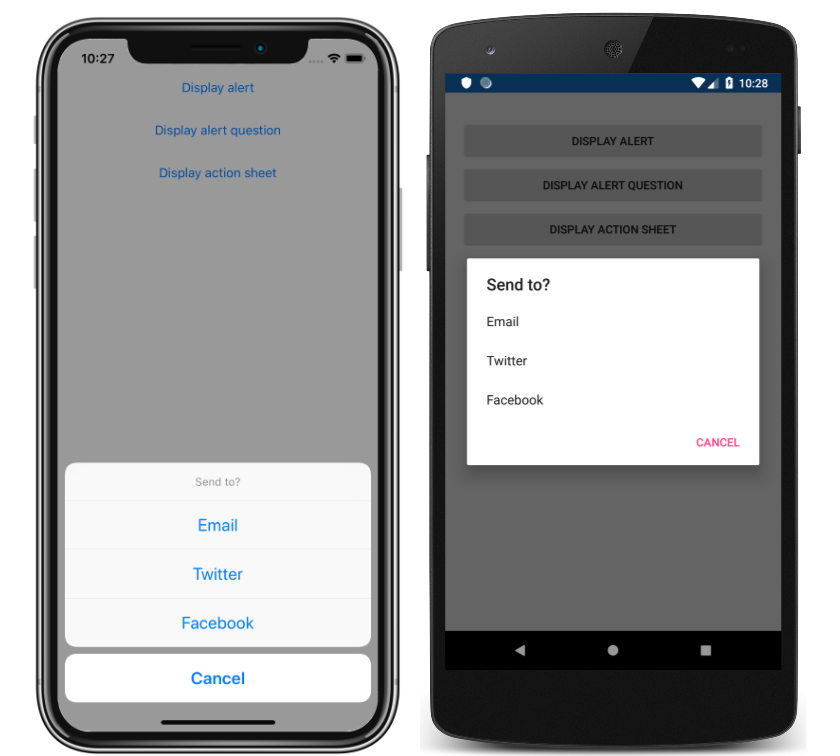 10:27
Display alert
Display alert question
Display action sheet
Send to?
Email
Twitter
Facebook
Cancel
10:28
DISPLAY ALERT
DISPLAY ALERT QUESTION
DISPLAY ACTION SHEET
Send to?
Email
Twitter
Facebook
CANCEL